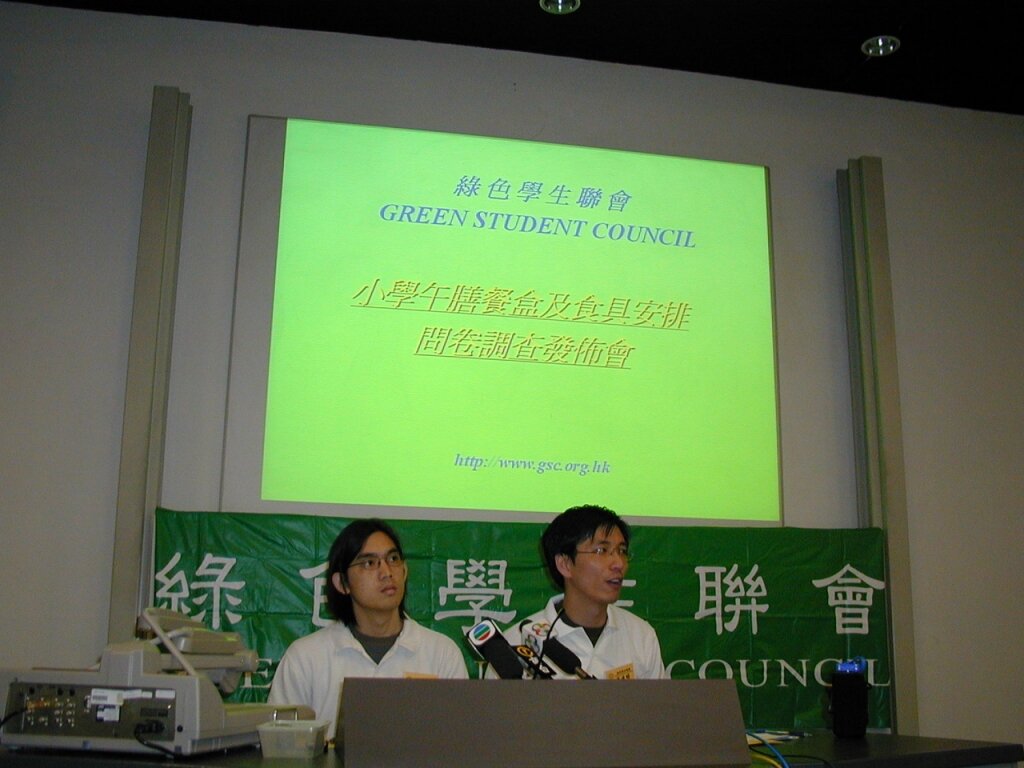 綠色學生聯會
GREEN STUDENT COUNCIL
小學午膳餐盒及食具安排
問卷調查發佈會
http://www.gsc.org.hk
綠 學 聯會
COUNCIL